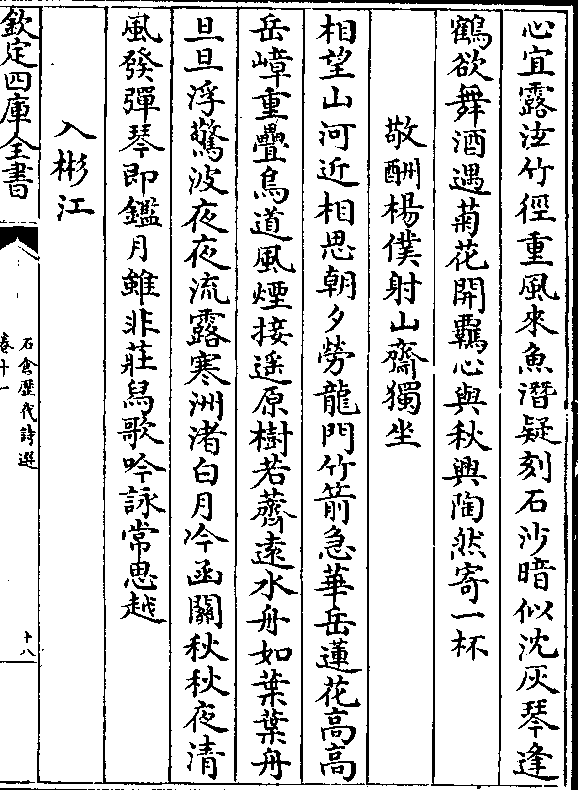 心宜露泫竹徑重風來魚潛疑刻石沙暗似沈灰琴逢
鶴欲舞酒遇菊花開羈心與秋興陶然寄一杯
敬酬楊僕射山齋獨坐
相望山河近相思朝夕勞龍門竹箭急華岳蓮花高高
岳嶂重疊鳥道風煙接遥原樹若薺逺水舟如葉葉舟
旦旦浮驚波夜夜流露寒洲渚白月吟函關秋秋夜清
風發彈琴即鑑月雖非莊舄歌吟詠常思越
入彬江
欽定四庫全書
石倉歷代詩選
卷十一
十八